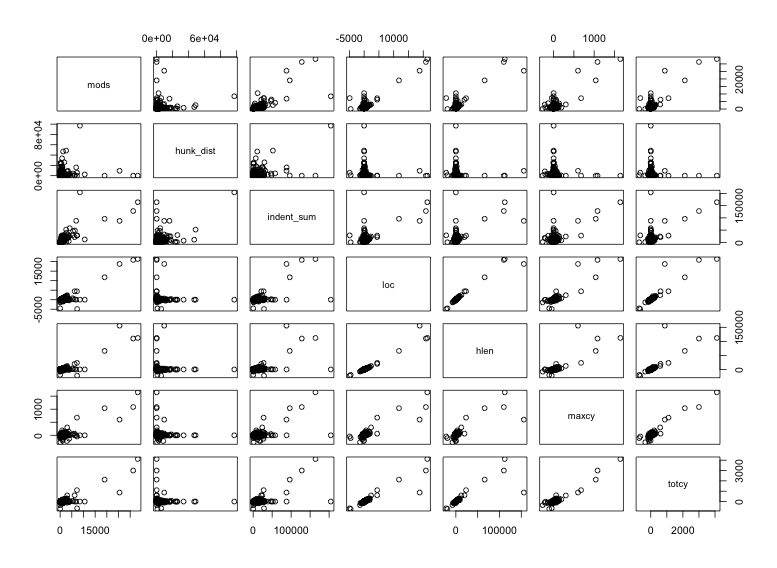 0e+00 6e+04 -5000 10000 0 1000
mods 0 20000
0e+00 8e+04 hunk_dist
indent_sum 0 150000
-5000 15000 loc
hlen 0 150000
0 1000 maxcy
totcy 0 3000
0 15000 0 100000 0 100000 0 2000